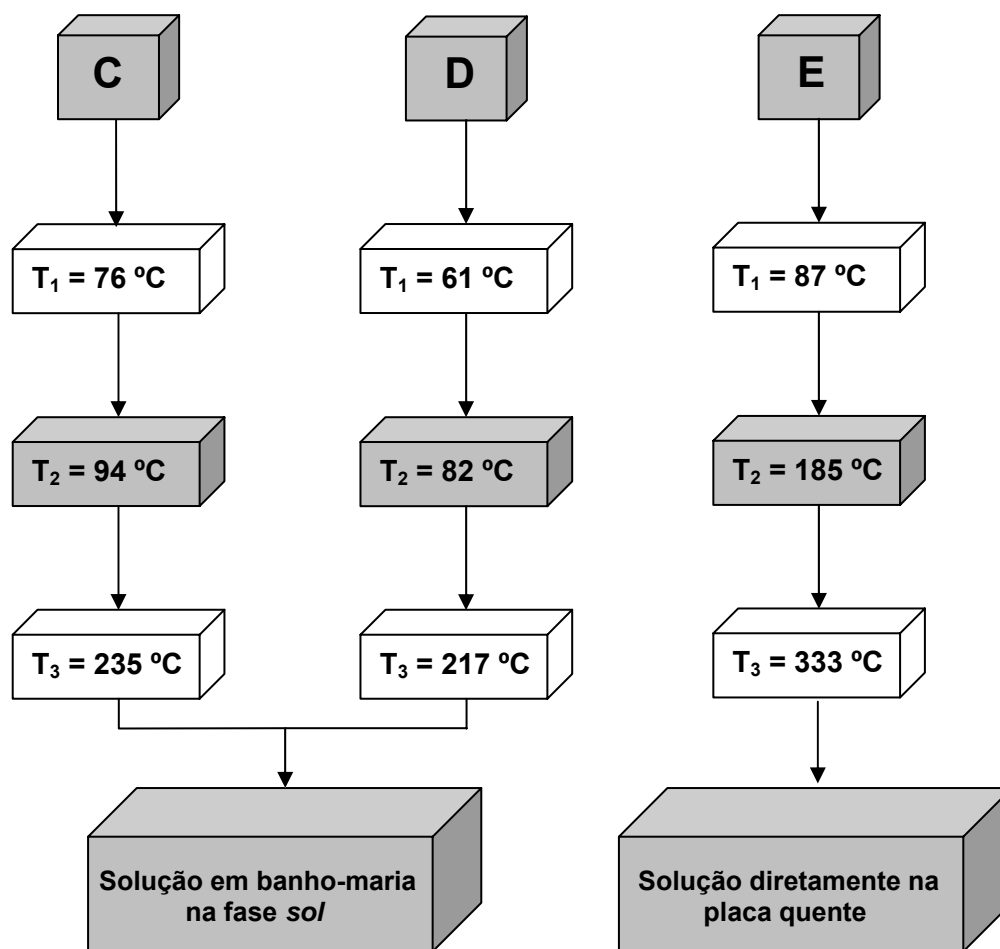 C
D
E
T₁ = 76 ºC
T₁ = 61 ºC
T₁ = 87 ºC
T₂ = 94 ºC
T₂ = 82 ºC
T₂ = 185 ºC
T₃ = 235 ºC
T₃ = 217 ºC
T₃ = 333 ºC
Solução em banho-maria
na fase sol
Solução diretamente na
placa quente